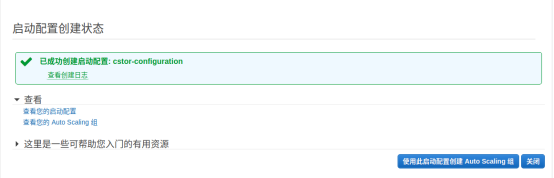 启动配置创建状态
已成功创建启动配置: cstor-configuration
查看创建日志
查看
查看您的启动配置
查看您的 Auto Scaling 组
这里是一些可帮助您入门的有用资源
使用此启动配置创建 Auto Scaling 组
关闭